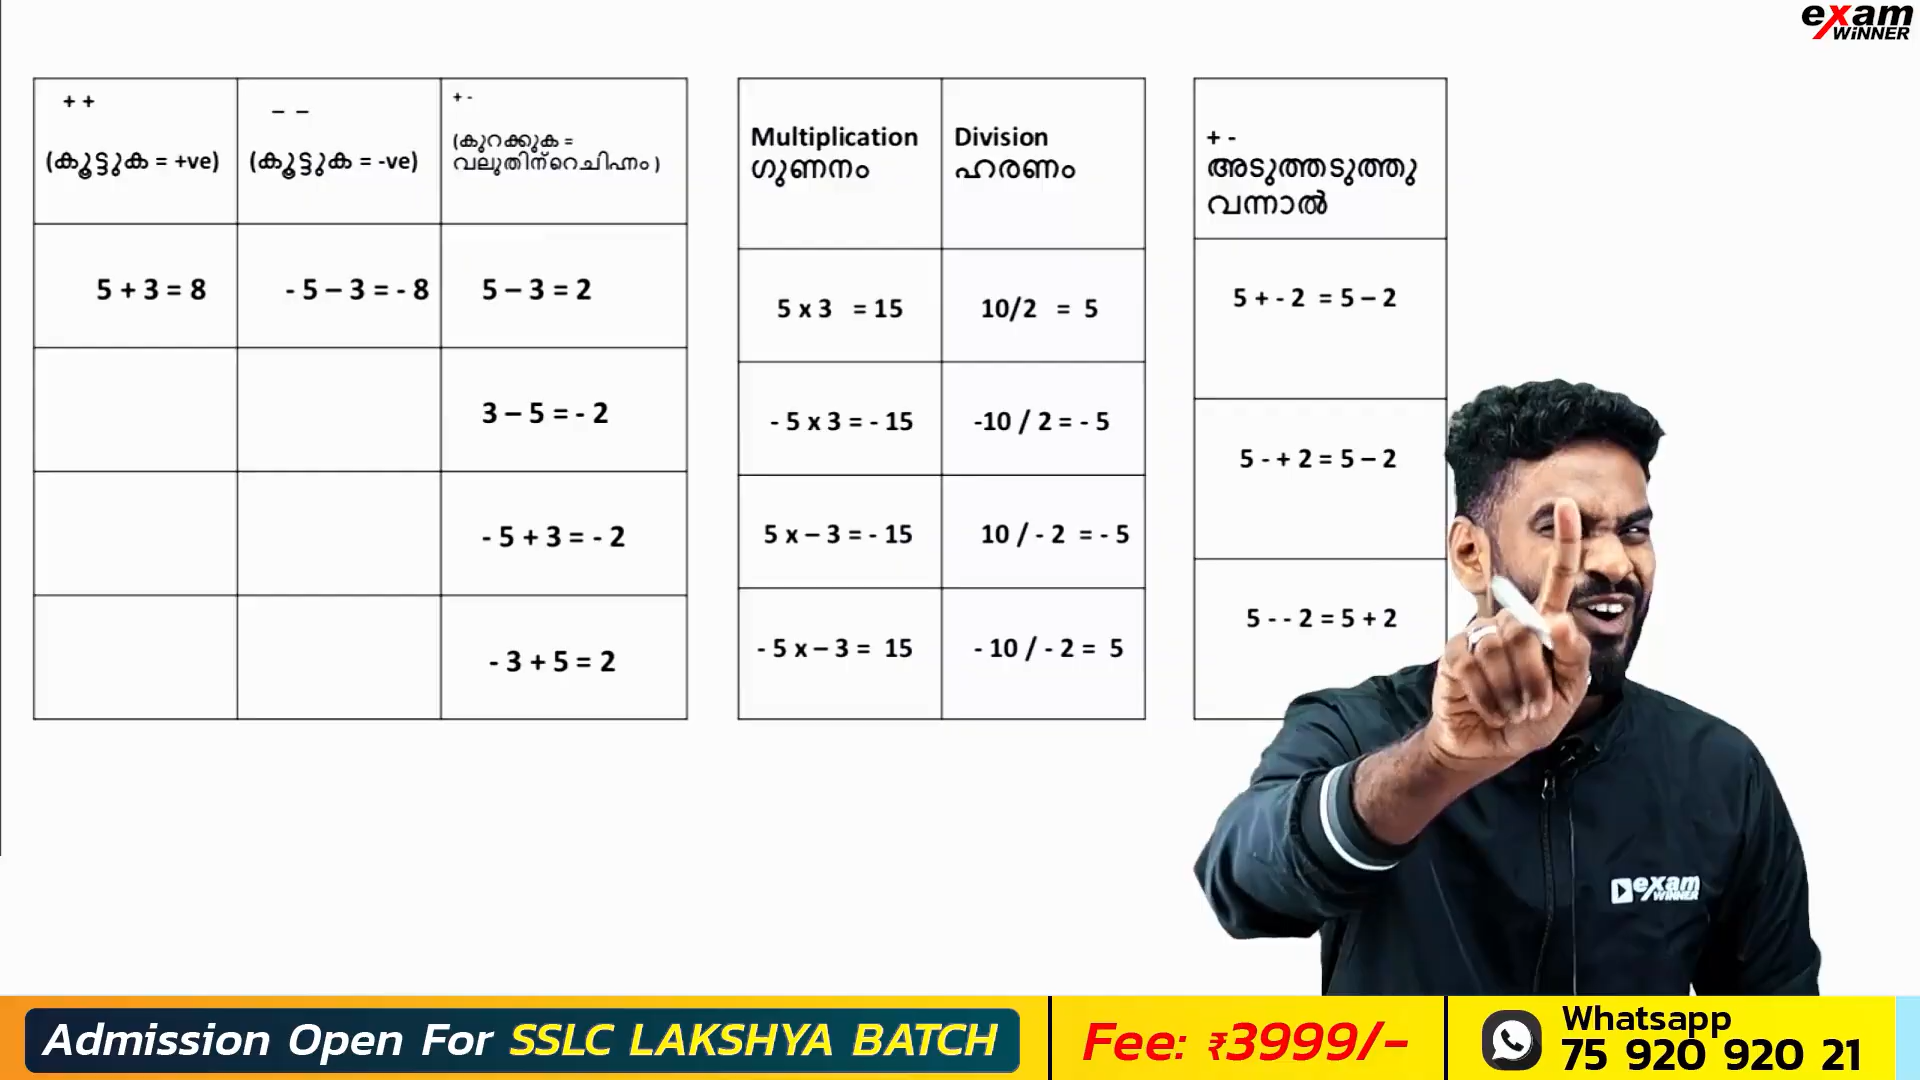 exam
WiNNER
+ +
(കൂട്ടുക = +ve)
– –
(കൂട്ടുക = -ve)
+ -
(കുറക്കുക =
വലുതിന്റെചിഹ്നം )
5 + 3 = 8
- 5 – 3 = - 8
5 – 3 = 2
3 – 5 = - 2
- 5 + 3 = - 2
- 3 + 5 = 2
Multiplication
ഗുണനം
Division
ഹരണം
5 x 3 = 15
10/2 = 5
- 5 x 3 = - 15
-10 / 2 = - 5
5 x – 3 = - 15
10 / - 2 = - 5
- 5 x – 3 = 15
- 10 / - 2 = 5
+ -
അടുത്തടുത്തു
വന്നാൽ
5 + - 2 = 5 – 2
5 - + 2 = 5 – 2
5 - - 2 = 5 + 2
exam
WiNNER
Admission Open For SSLC LAKSHYA BATCH
Fee: ₹3999/-
Whatsapp
75 920 920 21